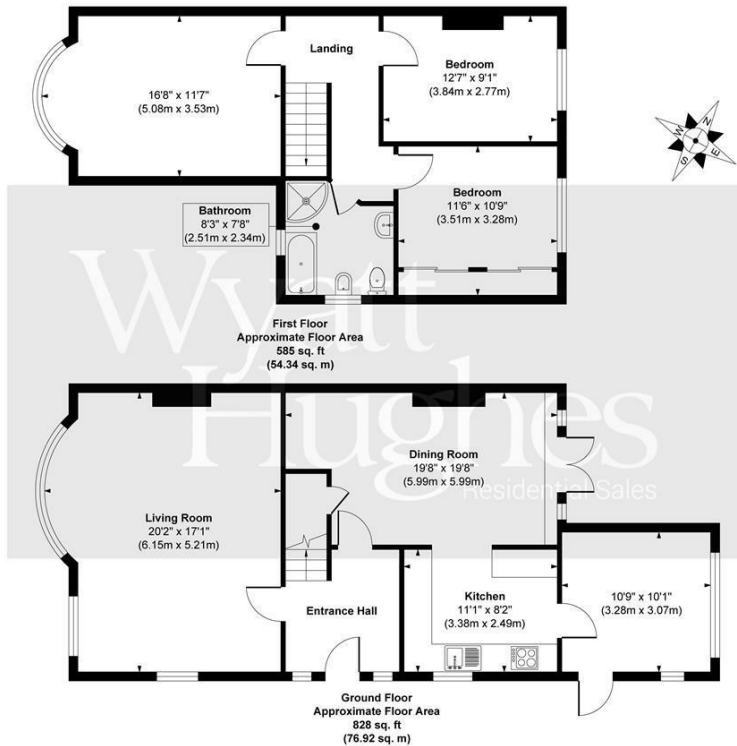 Landing
16'8" x 11'7"
(5.08m x 3.53m)
Bedroom
12'7" x 9'1"
(3.84m x 2.77m)
N
E
S
W
Bathroom
8'3" x 7'8"
(2.51m x 2.34m)
Bedroom
11'6" x 10'9"
(3.51m x 3.28m)
First Floor
Approximate Floor Area
585 sq. ft
(54.34 sq. m)
Wyatt
Hughes
Residential Sales
Living Room
20'2" x 17'1"
(6.15m x 5.21m)
Dining Room
19'8" x 19'8"
(5.99m x 5.99m)
Entrance Hall
Kitchen
11'1" x 8'2"
(3.38m x 2.49m)
10'9" x 10'1"
(3.28m x 3.07m)
Ground Floor
Approximate Floor Area
828 sq. ft
(76.92 sq. m)